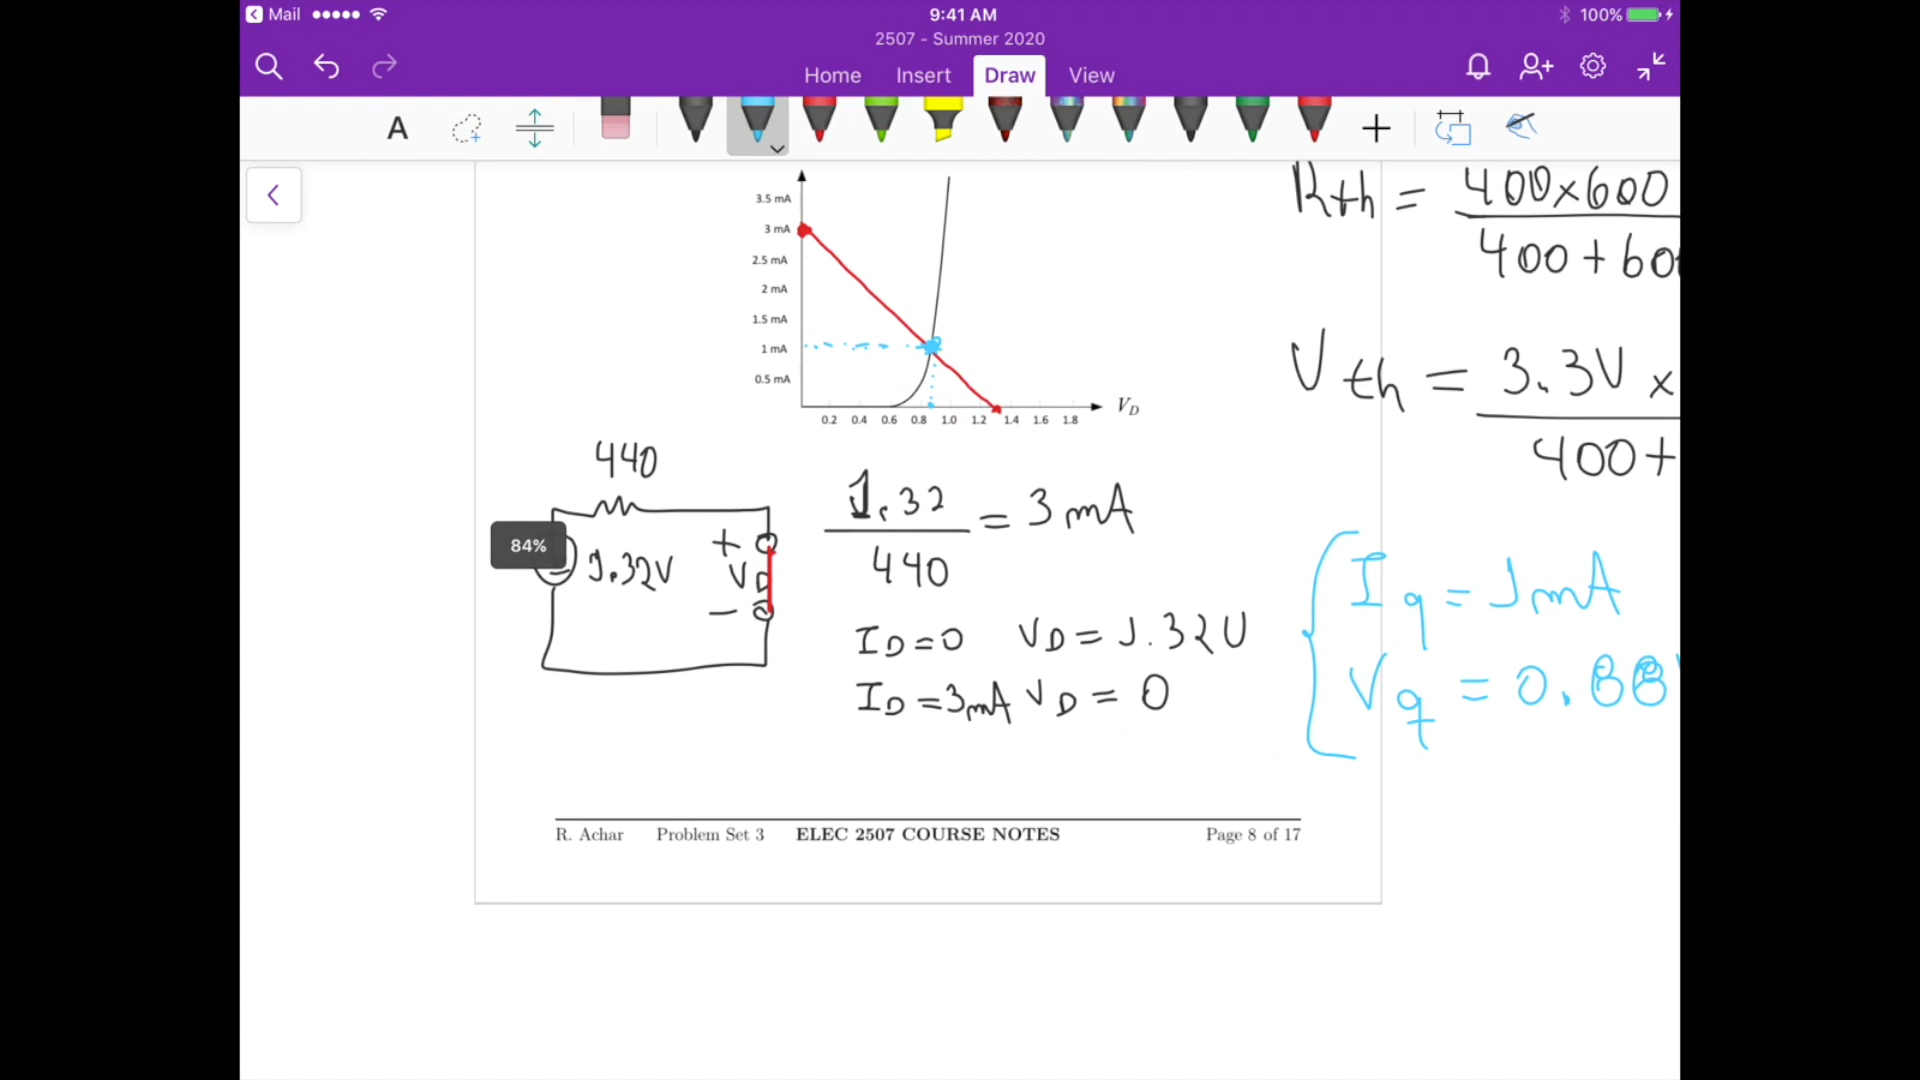 Mail 9:41 AM 100%
2507 - Summer 2020
Home Insert Draw View
A
3.5 mA
3 mA
2.5 mA
2 mA
1.5 mA
1 mA
0.5 mA
0.2 0.4 0.6 0.8 1.0 1.2 1.4 1.6 1.8
V_D
Rth = 400×600
400+60
Vth = 3.3V ×
400+
440
84%
1.32V
+
V_D
−
1.32
440
= 3mA
I_D=0 V_D=1.32V
I_D=3mA V_D=0
Iq=1mA
Vq=0.88
R. Achar Problem Set 3 ELEC 2507 COURSE NOTES Page 8 of 17